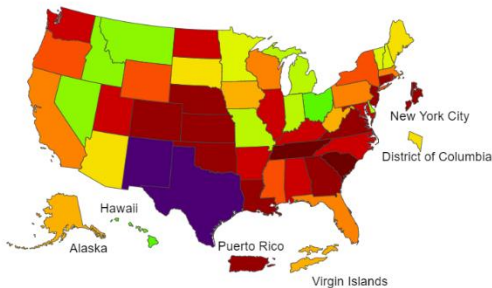 New York City
District of Columbia
Hawaii
Alaska
Puerto Rico
Virgin Islands